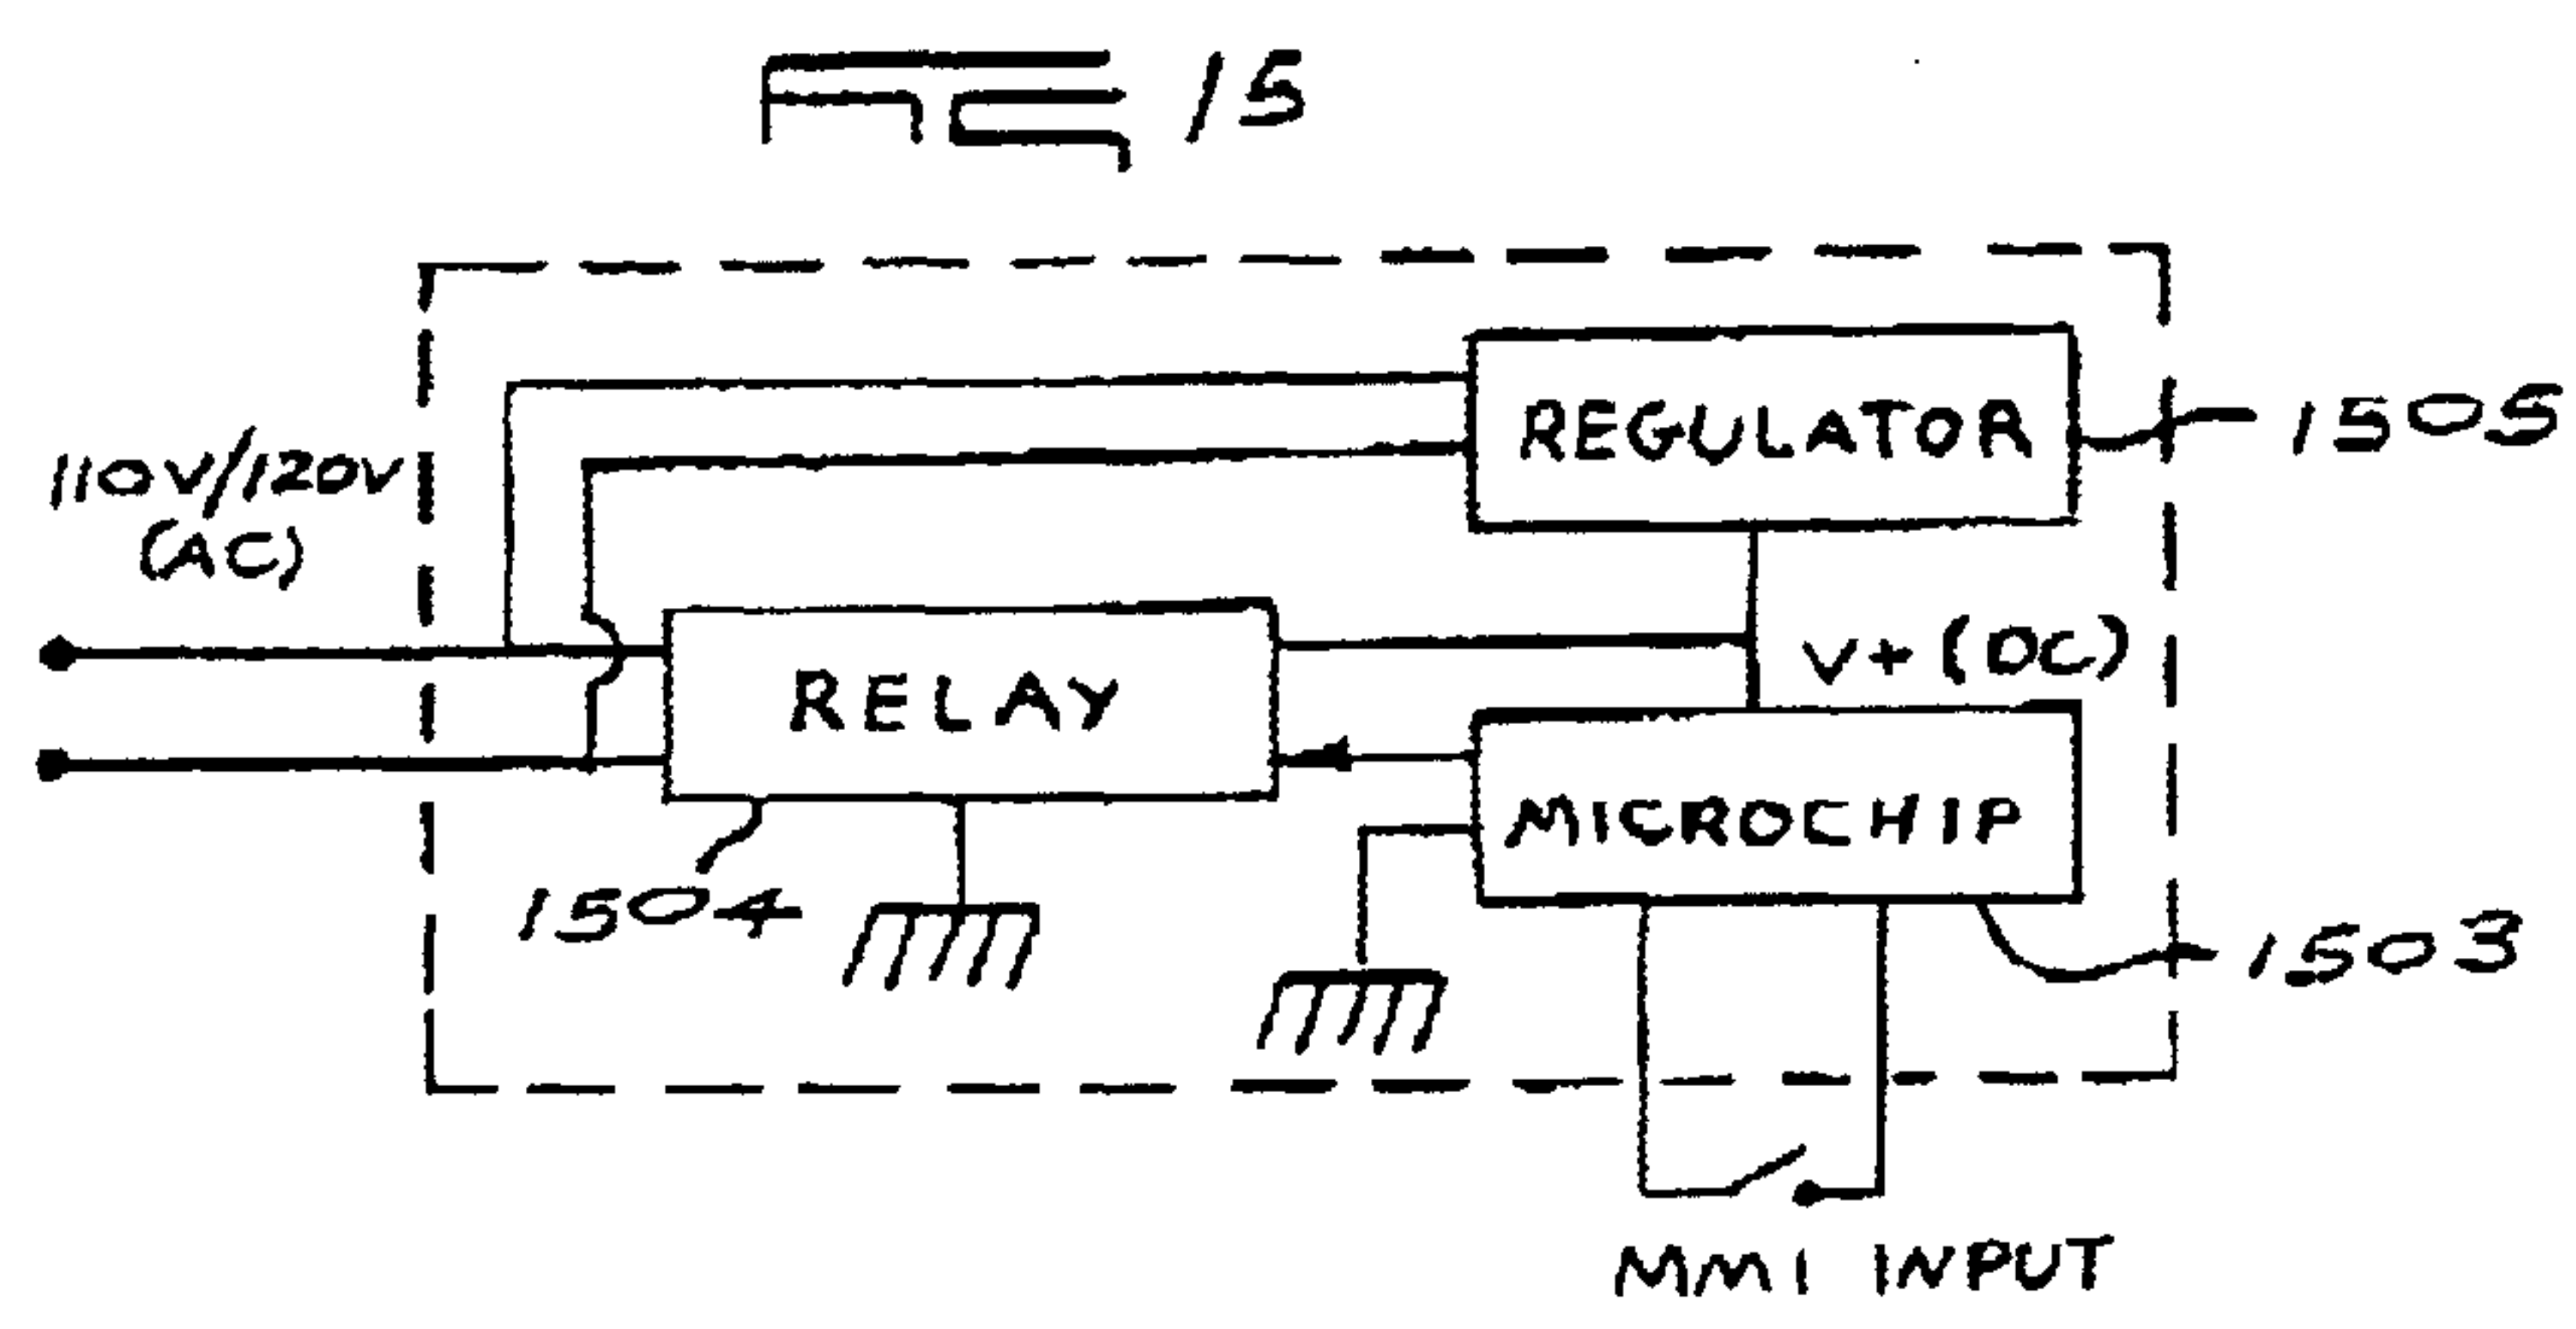 FIG 15
REGULATOR
1505
110V/120V
(AC)
V+ (DC)
RELAY
MICROCHIP
1504
1503
MMI INPUT